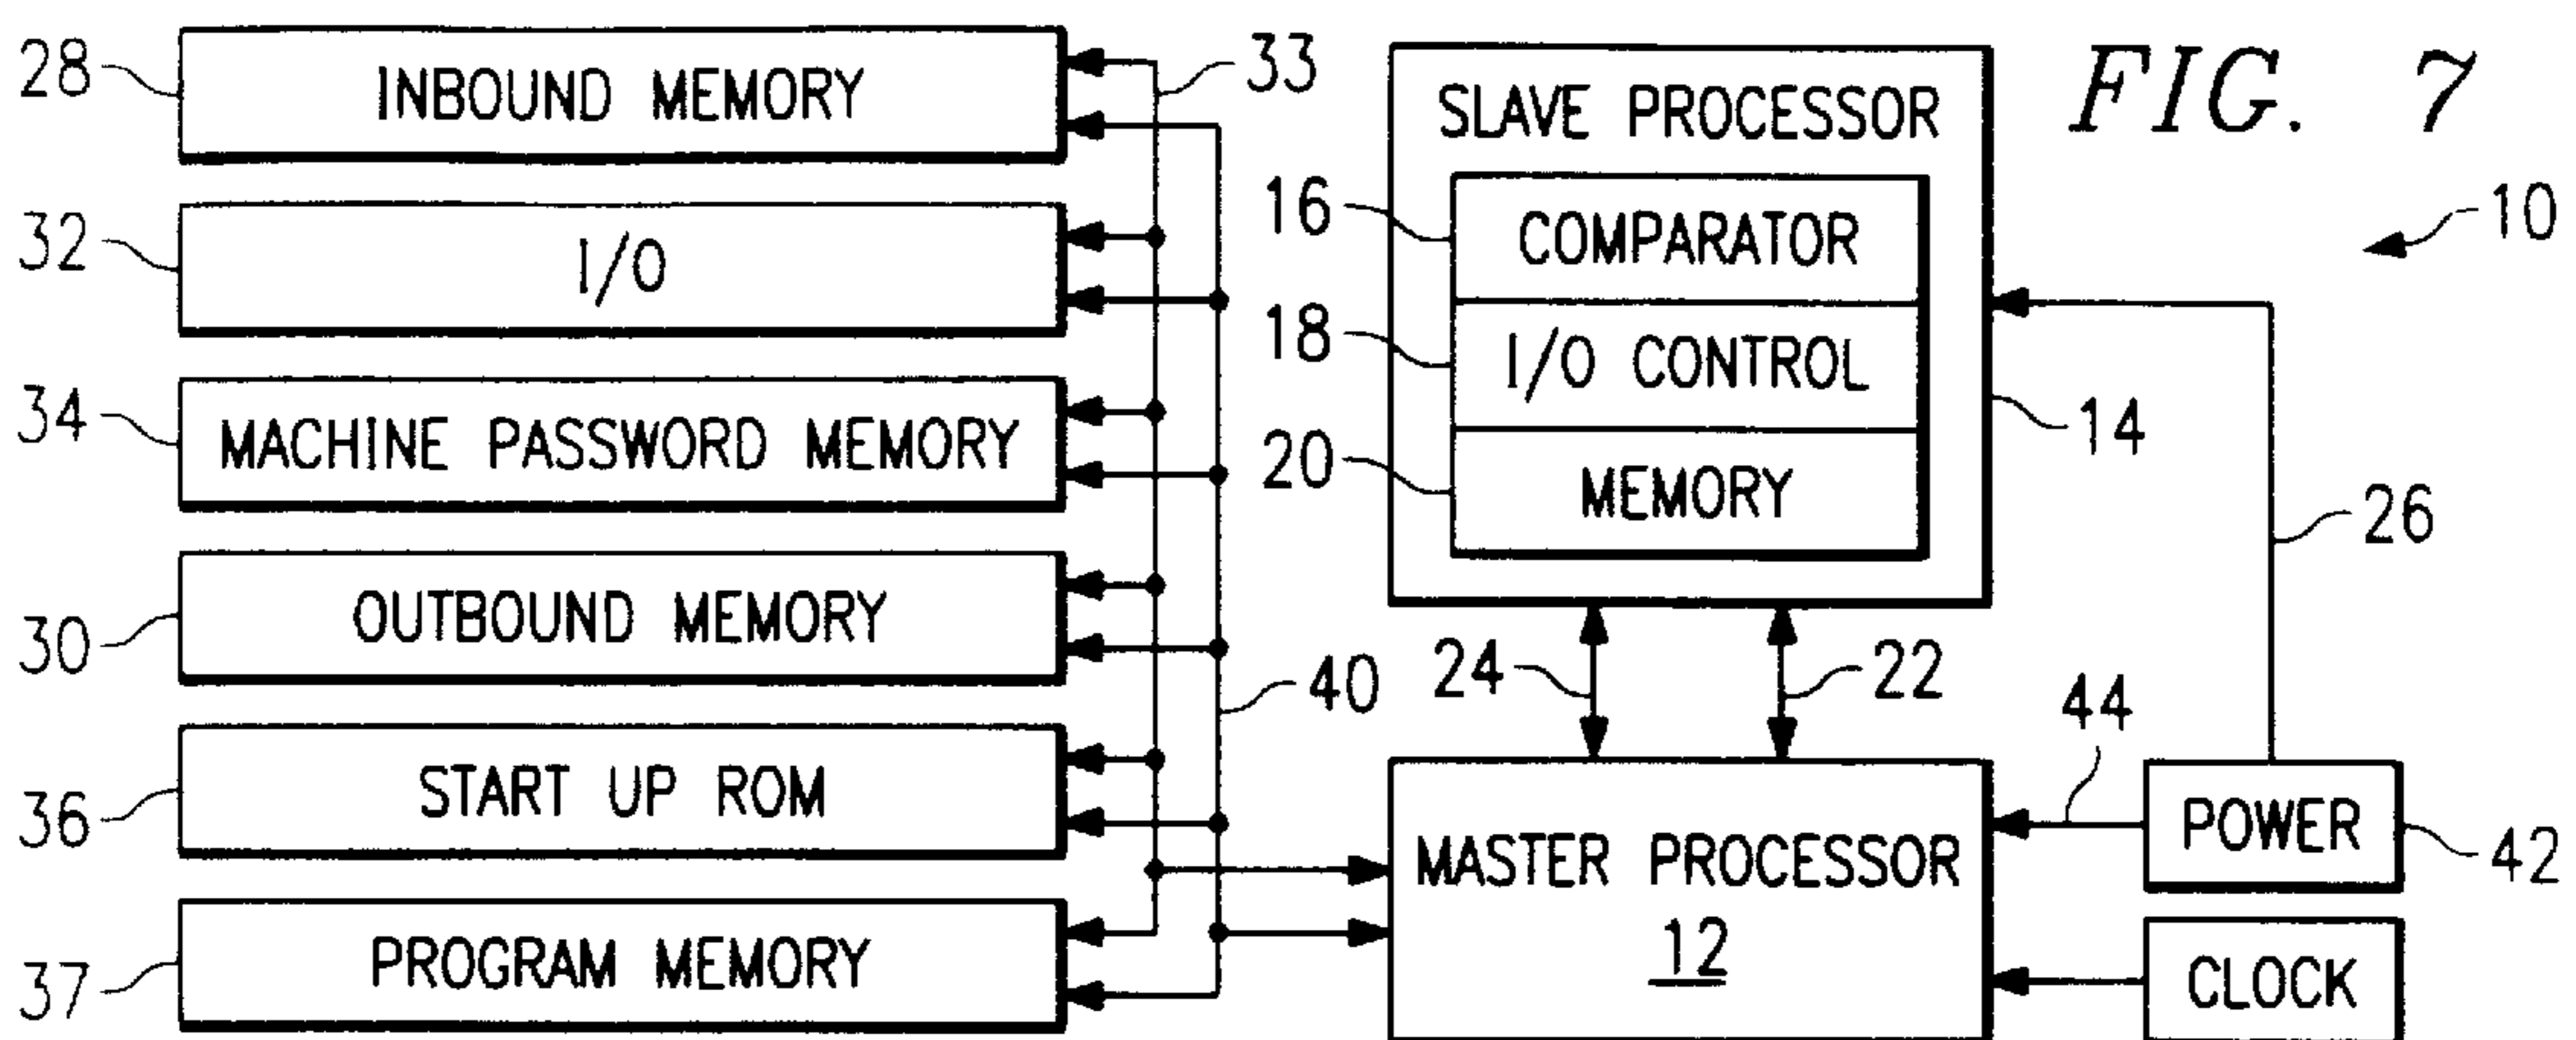 FIG. 7
10
28
INBOUND MEMORY
33
32
I/O
34
MACHINE PASSWORD MEMORY
30
OUTBOUND MEMORY
40
36
START UP ROM
37
PROGRAM MEMORY
SLAVE PROCESSOR
16
COMPARATOR
18
I/O CONTROL
20
MEMORY
14
26
24
22
44
MASTER PROCESSOR
12
POWER
42
CLOCK